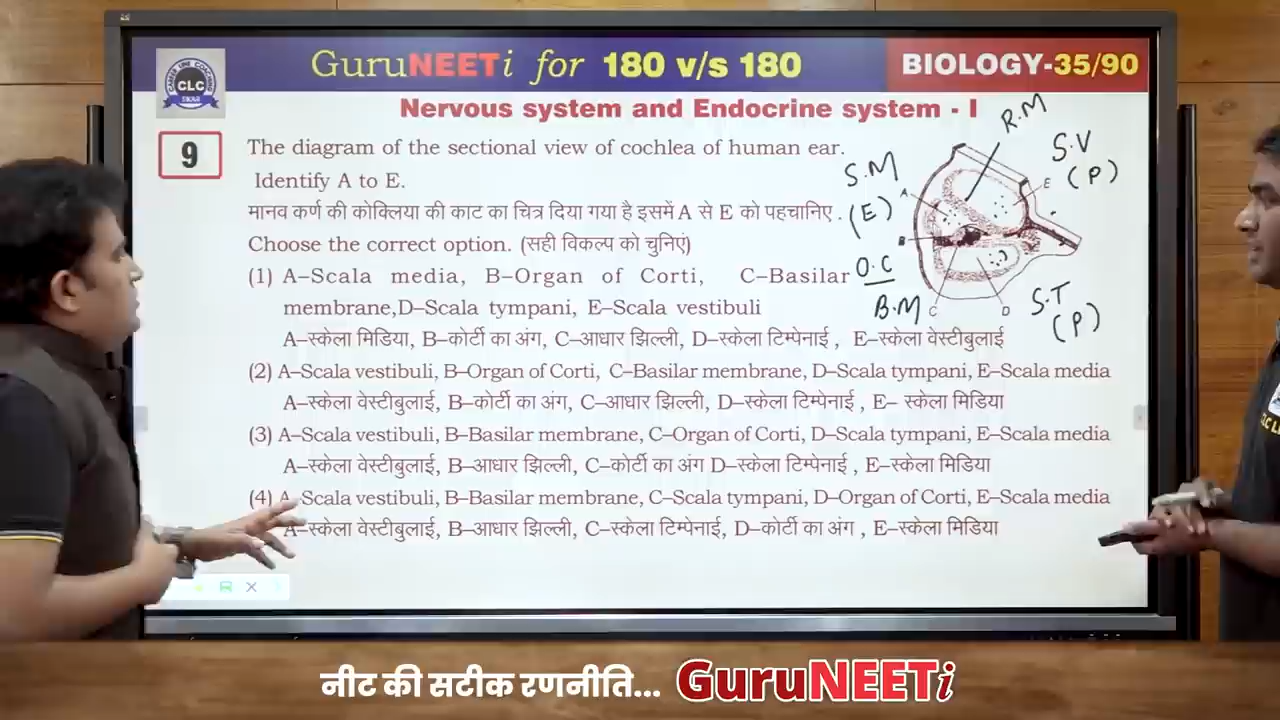 CLC
SIKAR
GuruNEETi for 180 v/s 180
BIOLOGY-35/90
Nervous system and Endocrine system - I
9
The diagram of the sectional view of cochlea of human ear.
Identify A to E.
मानव कर्ण की कोक्लिया की काट का चित्र दिया गया है इसमें A से E को पहचानिए .
Choose the correct option. (सही विकल्प को चुनिएं)
(1) A–Scala media, B–Organ of Corti, C–Basilar
membrane,D–Scala tympani, E–Scala vestibuli
A–स्केला मिडिया, B–कोर्टी का अंग, C–आधार झिल्ली, D–स्केला टिम्पेनाई , E–स्केला वेस्टीबुलाई
(2) A–Scala vestibuli, B–Organ of Corti, C–Basilar membrane, D–Scala tympani, E–Scala media
A–स्केला वेस्टीबुलाई, B–कोर्टी का अंग, C–आधार झिल्ली, D–स्केला टिम्पेनाई , E– स्केला मिडिया
(3) A–Scala vestibuli, B–Basilar membrane, C–Organ of Corti, D–Scala tympani, E–Scala media
A–स्केला वेस्टीबुलाई, B–आधार झिल्ली, C–कोर्टी का अंग D–स्केला टिम्पेनाई , E–स्केला मिडिया
(4) A–Scala vestibuli, B–Basilar membrane, C–Scala tympani, D–Organ of Corti, E–Scala media
A–स्केला वेस्टीबुलाई, B–आधार झिल्ली, C–स्केला टिम्पेनाई, D–कोर्टी का अंग , E–स्केला मिडिया
R.M
S.V
(P)
S.M
(E)
A
E
B
O.C
B.M
C
D
S.T
(P)
नीट की सटीक रणनीति... GuruNEETi